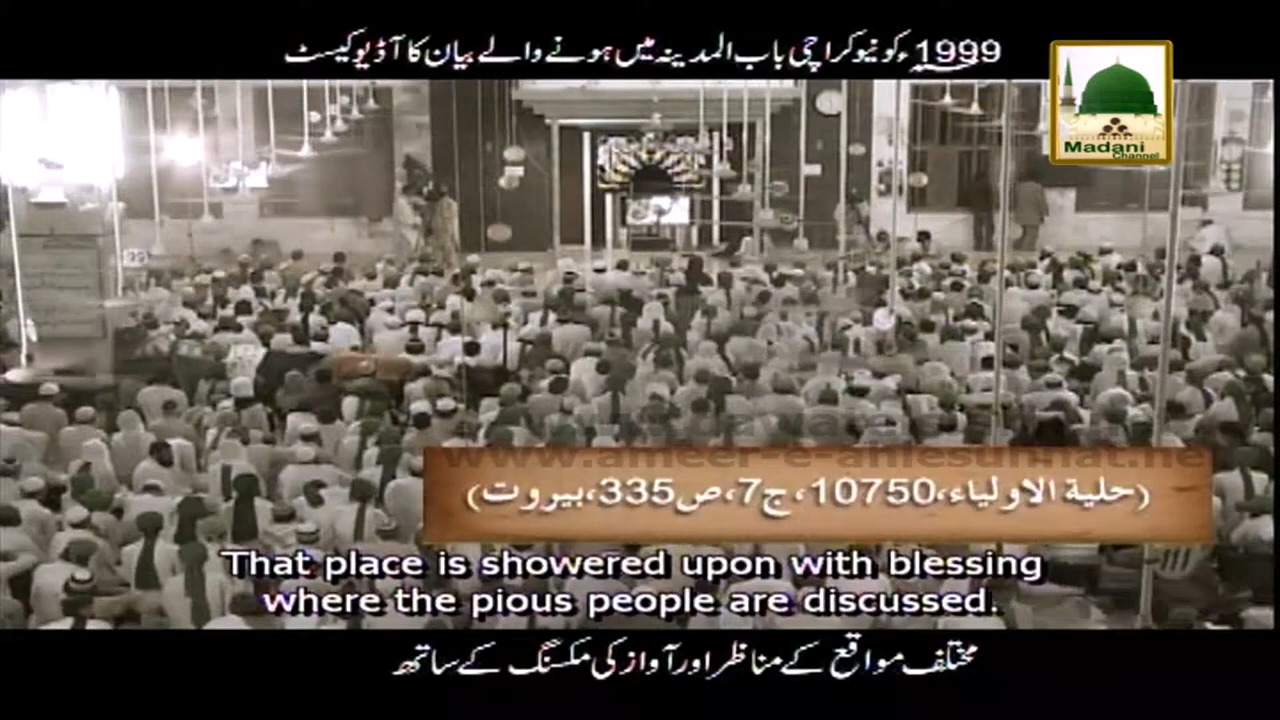 1999ء کو نیو کراچی باب المدینہ میں ہونے والے بیان کا آڈیو کیسٹ
Madani
Channel
www.ameer-e-ahlesunnat.net
(حلیة الاولیاء،10750، ج7،ص335،بیروت)
That place is showered upon with blessing
where the pious people are discussed.
مختلف مواقع کے مناظر اور آواز کی مکسنگ کے ساتھ